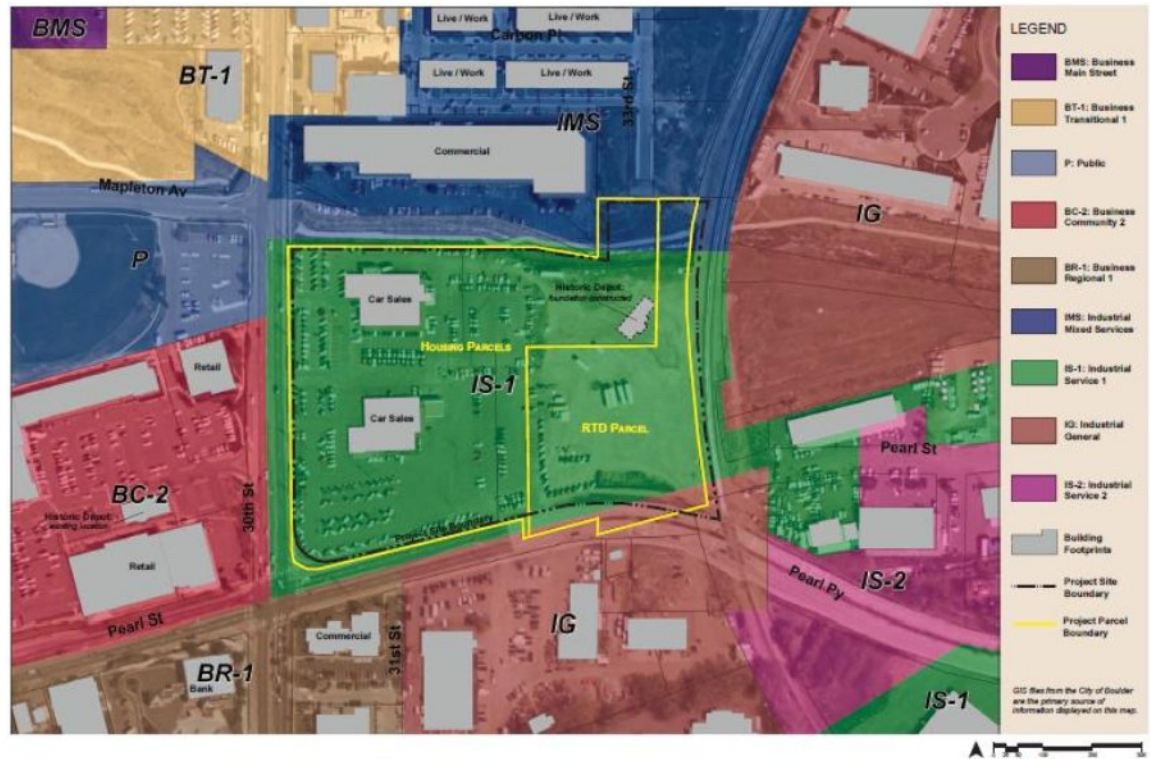 BMS
BT-1
Live / Work
Live / Work
Carbon Pl
Live / Work
Live / Work
33rd St
IMS
Commercial
Mapleton Av
P
IG
Historic Depot:
foundation constructed
Car Sales
HOUSING PARCELS
IS-1
Car Sales
RTD PARCEL
Retail
BC-2
Historic Depot:
existing location
Retail
30th St
Project Site Boundary
Pearl St
Pearl St
Pearl Py
IS-2
IG
31st St
Commercial
BR-1
Bank
IS-1
LEGEND
BMS: Business
Main Street
BT-1: Business
Transitional 1
P: Public
BC-2: Business
Community 2
BR-1: Business
Regional 1
IMS: Industrial
Mixed Services
IS-1: Industrial
Service 1
IG: Industrial
General
IS-2: Industrial
Service 2
Building
Footprints
Project Site
Boundary
Project Parcel
Boundary
GIS files from the City of Boulder
are the primary source of
information displayed on this map.